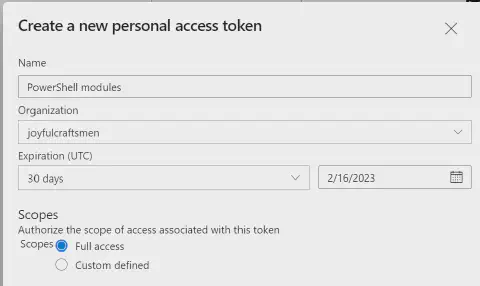 Create a new personal access token
Name
PowerShell modules
Organization
joyfulcraftsmen
Expiration (UTC)
30 days 2/16/2023
Scopes
Authorize the scope of access associated with this token
Scopes Full access
Custom defined